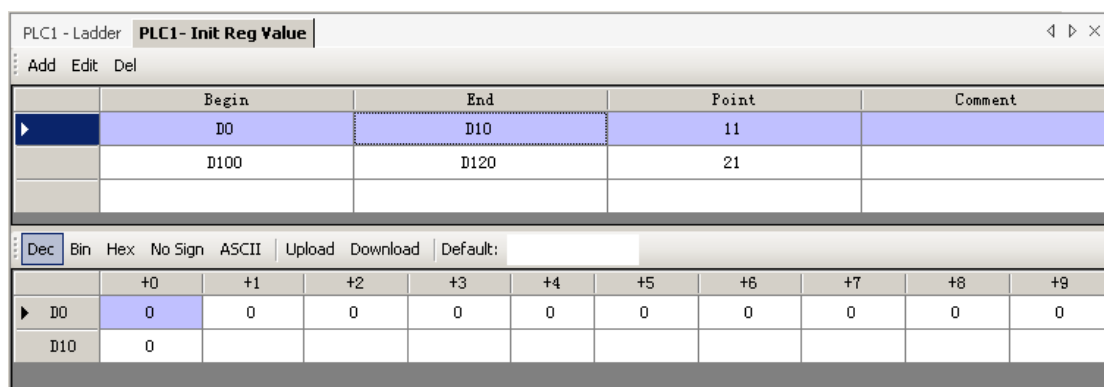 PLC1 - Ladder PLC1- Init Reg Value
Add Edit Del
Begin End Point Comment
D0 D10 11
D100 D120 21
Dec Bin Hex No Sign ASCII Upload Download Default:
+0 +1 +2 +3 +4 +5 +6 +7 +8 +9
D0 0 0 0 0 0 0 0 0 0 0
D10 0